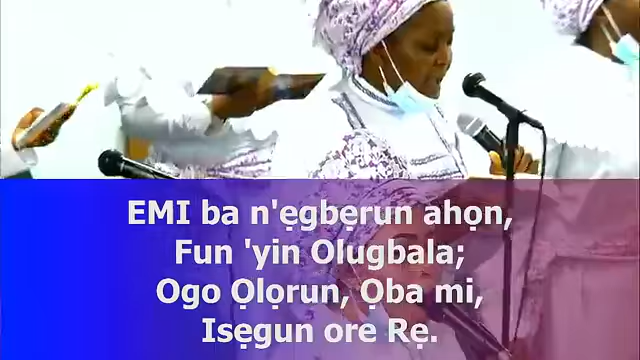 EMI ba n'ẹgbẹrun ahọn,
Fun 'yin Olugbala;
Ogo Ọlọrun, Ọba mi,
Isẹgun ore Rẹ.